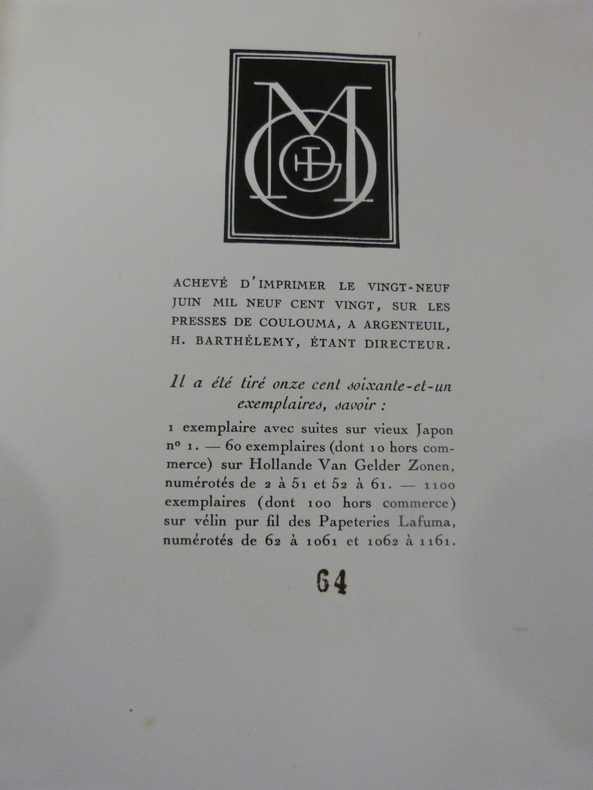 ACHEVÉ D'IMPRIMER LE VINGT-NEUF
JUIN MIL NEUF CENT VINGT, SUR LES
PRESSES DE COULOUMA, A ARGENTEUIL,
H. BARTHÉLEMY, ÉTANT DIRECTEUR.
Il a été tiré onze cent soixante-et-un
exemplaires, savoir :
1 exemplaire avec suites sur vieux Japon
nº 1. — 60 exemplaires (dont 10 hors com-
merce) sur Hollande Van Gelder Zonen,
numérotés de 2 à 51 et 52 à 61. — 1100
exemplaires (dont 100 hors commerce)
sur vélin pur fil des Papeteries Lafuma,
numérotés de 62 à 1061 et 1062 à 1161.
64